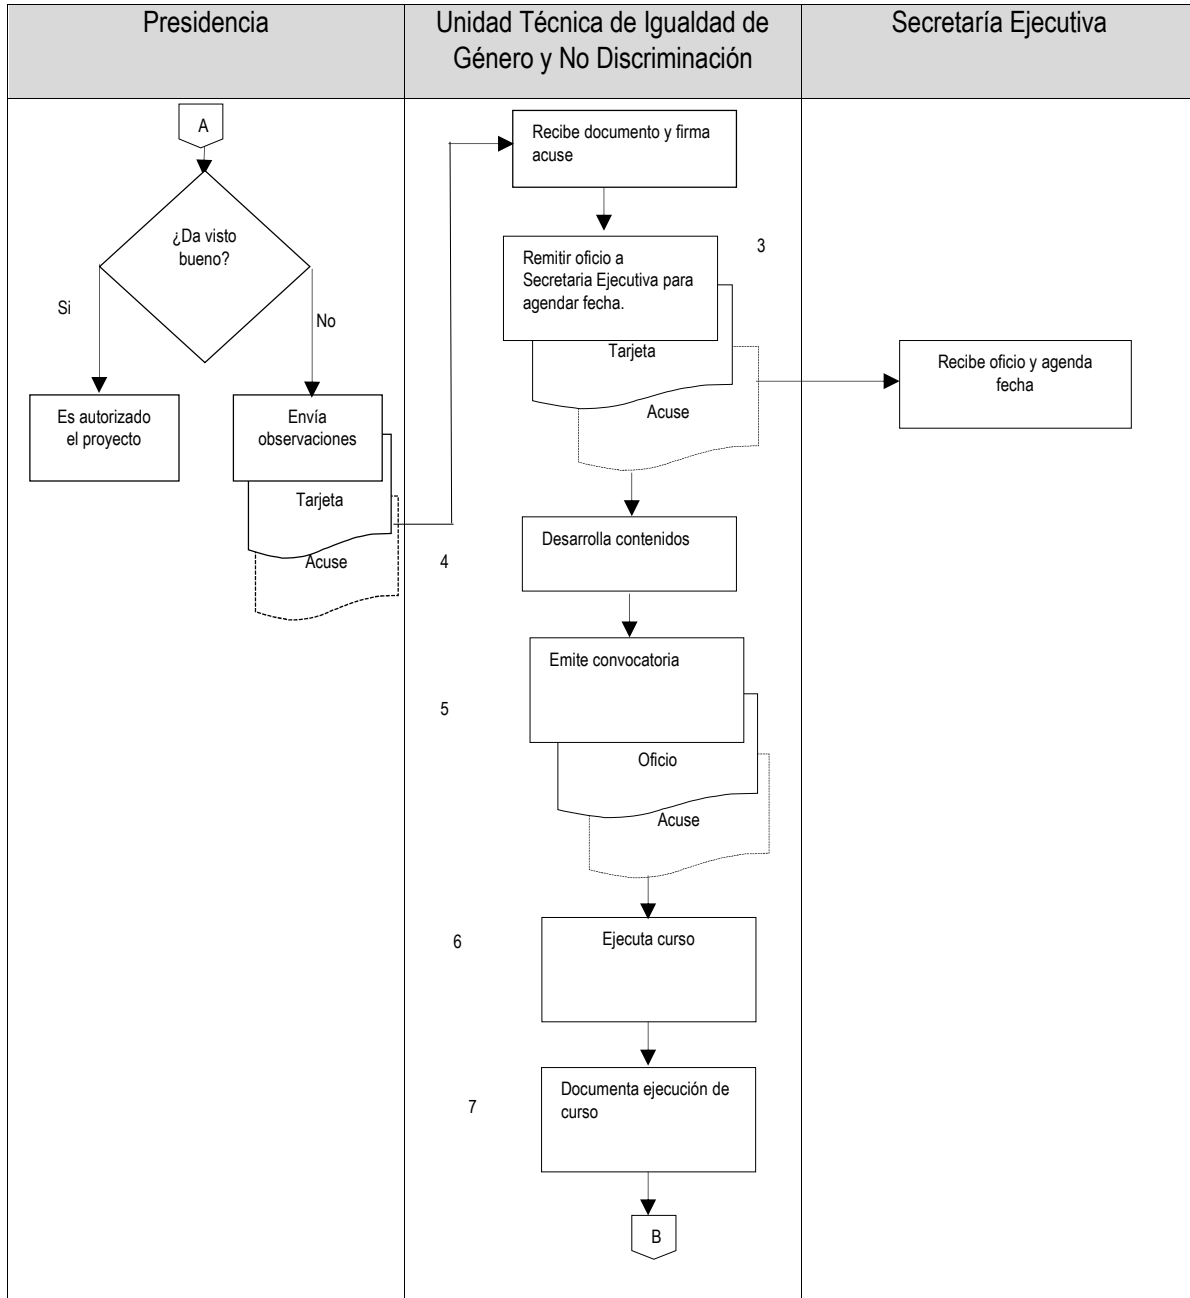 Presidencia
Unidad Técnica de Igualdad de
Género y No Discriminación
Secretaría Ejecutiva
A
¿Da visto
bueno?
Si
No
Es autorizado
el proyecto
Envía
observaciones
Tarjeta
Acuse
Recibe documento y firma
acuse
3
Remitir oficio a
Secretaria Ejecutiva para
agendar fecha.
Tarjeta
Acuse
Recibe oficio y agenda
fecha
4
Desarrolla contenidos
5
Emite convocatoria
Oficio
Acuse
6
Ejecuta curso
7
Documenta ejecución de
curso
B